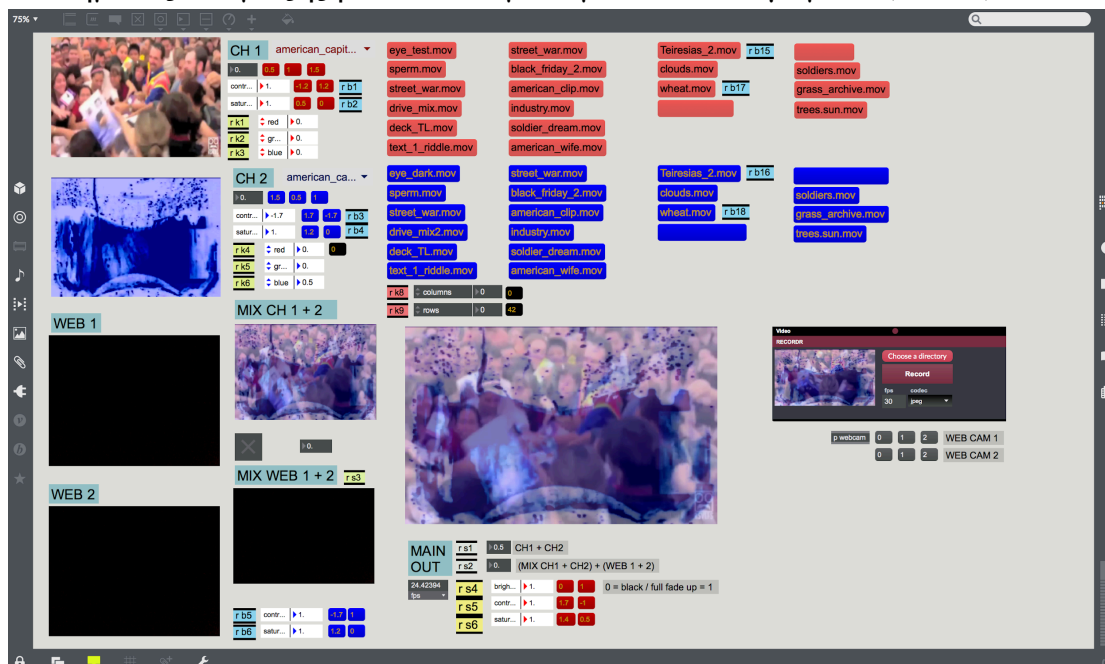 75%
CH 1 american_capit...
0. 0.5 1 1.5
contr... 1. -1.2 1.2 r b1
satur... 1. 0.5 0 r b2
r k1 red 0.
r k2 gr... 0.
r k3 blue 0.
eye_test.mov
sperm.mov
street_war.mov
drive_mix.mov
deck_TL.mov
text_1_riddle.mov
street_war.mov
black_friday_2.mov
american_clip.mov
industry.mov
soldier_dream.mov
american_wife.mov
Teiresias_2.mov r b15
clouds.mov
wheat.mov r b17
soldiers.mov
grass_archive.mov
trees.sun.mov
CH 2 american_ca...
0. 1.5 0.5 1
contr... -1.7 1.7 -1.7 r b3
satur... 1. 1.2 0 r b4
r k4 red 0. 0
r k5 gr... 0.
r k6 blue 0.5
eye_dark.mov
sperm.mov
street_war.mov
drive_mix2.mov
deck_TL.mov
text_1_riddle.mov
street_war.mov
black_friday_2.mov
american_clip.mov
industry.mov
soldier_dream.mov
american_wife.mov
Teiresias_2.mov r b16
clouds.mov
wheat.mov r b18
soldiers.mov
grass_archive.mov
trees.sun.mov
r k8 columns 0 0
r k9 rows 0 42
WEB 1
MIX CH 1 + 2
0.
MIX WEB 1 + 2 r s3
WEB 2
r b5 contr... 1. -1.7 1
r b6 satur... 1. 1.2 0
Video
RECORDR
Choose a directory
Record
fps codec
30 jpeg
p webcam 0 1 2 WEB CAM 1
0 1 2 WEB CAM 2
MAIN OUT
r s1 0.5 CH1 + CH2
r s2 0. (MIX CH1 + CH2) + (WEB 1 + 2)
24.42394
fps
r s4 brigh... 1. 0 1 0 = black / full fade up = 1
r s5 contr... 1. 1.7 -1
r s6 satur... 1. 1.4 0.5